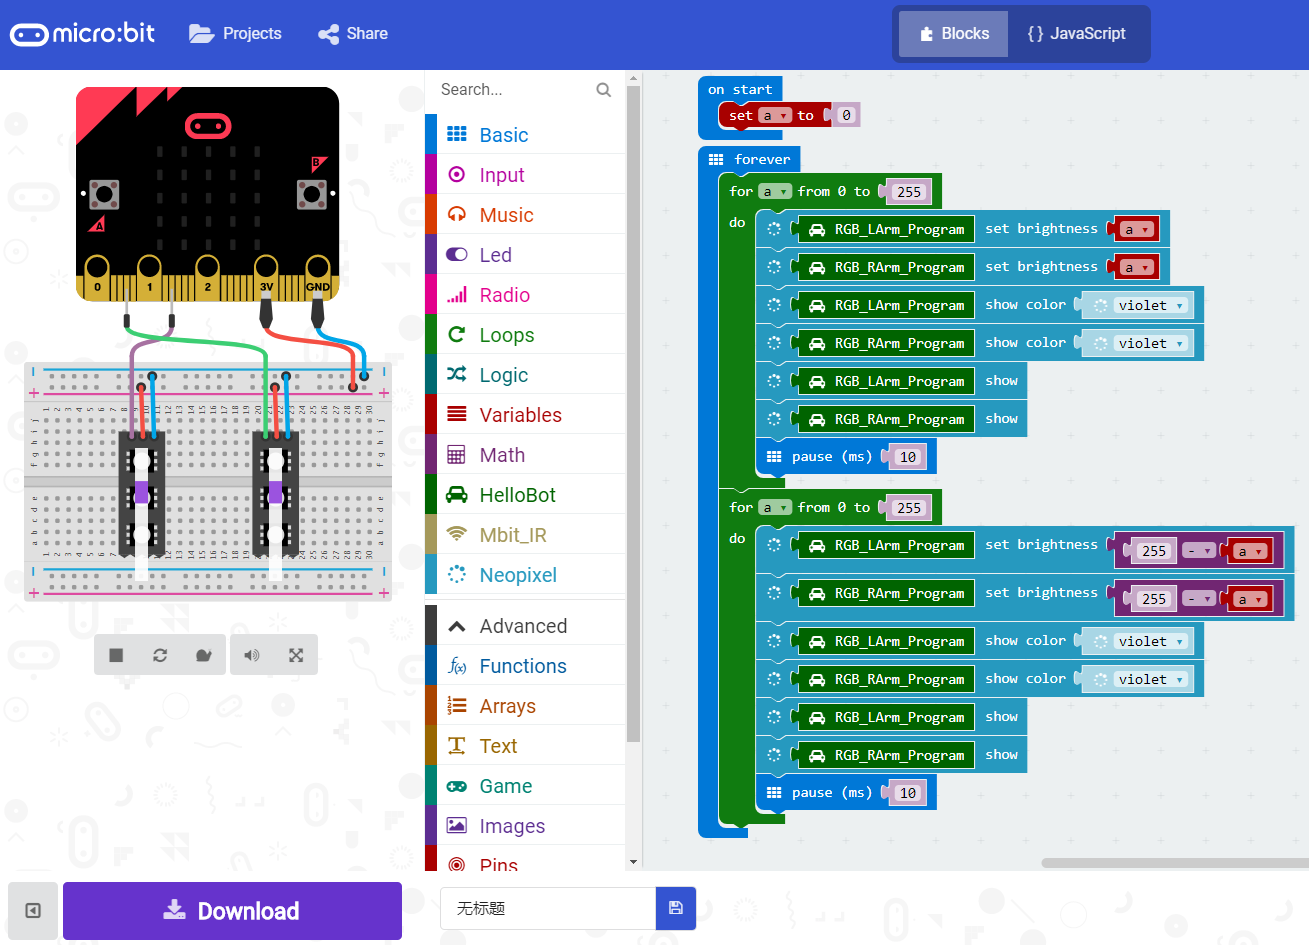 micro:bit
Projects
Share
Blocks
{ } JavaScript
B
A
0 1 2 3V GND
Search...
Basic
Input
Music
Led
Radio
Loops
Logic
Variables
Math
HelloBot
Mbit_IR
Neopixel
Advanced
Functions
Arrays
Text
Game
Images
Pins
on start
set a to 0
forever
for a from 0 to 255
do
RGB_LArm_Program set brightness a
RGB_RArm_Program set brightness a
RGB_LArm_Program show color violet
RGB_RArm_Program show color violet
RGB_LArm_Program show
RGB_RArm_Program show
pause (ms) 10
for a from 0 to 255
do
RGB_LArm_Program set brightness 255 - a
RGB_RArm_Program set brightness 255 - a
RGB_LArm_Program show color violet
RGB_RArm_Program show color violet
RGB_LArm_Program show
RGB_RArm_Program show
pause (ms) 10
Download
无标题